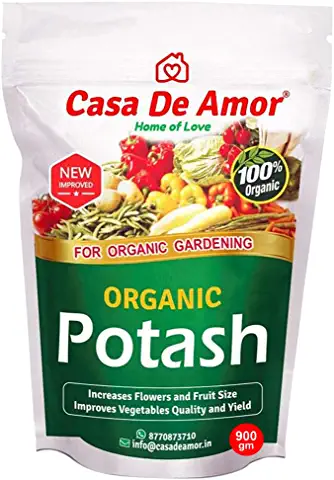 Casa De Amor®
Home of Love
NEW
IMPROVED
100%
Organic
FOR ORGANIC GARDENING
ORGANIC
Potash
Increases Flowers and Fruit Size
Improves Vegetables Quality and Yield
8770873710
info@casadeamor.in
900
gm